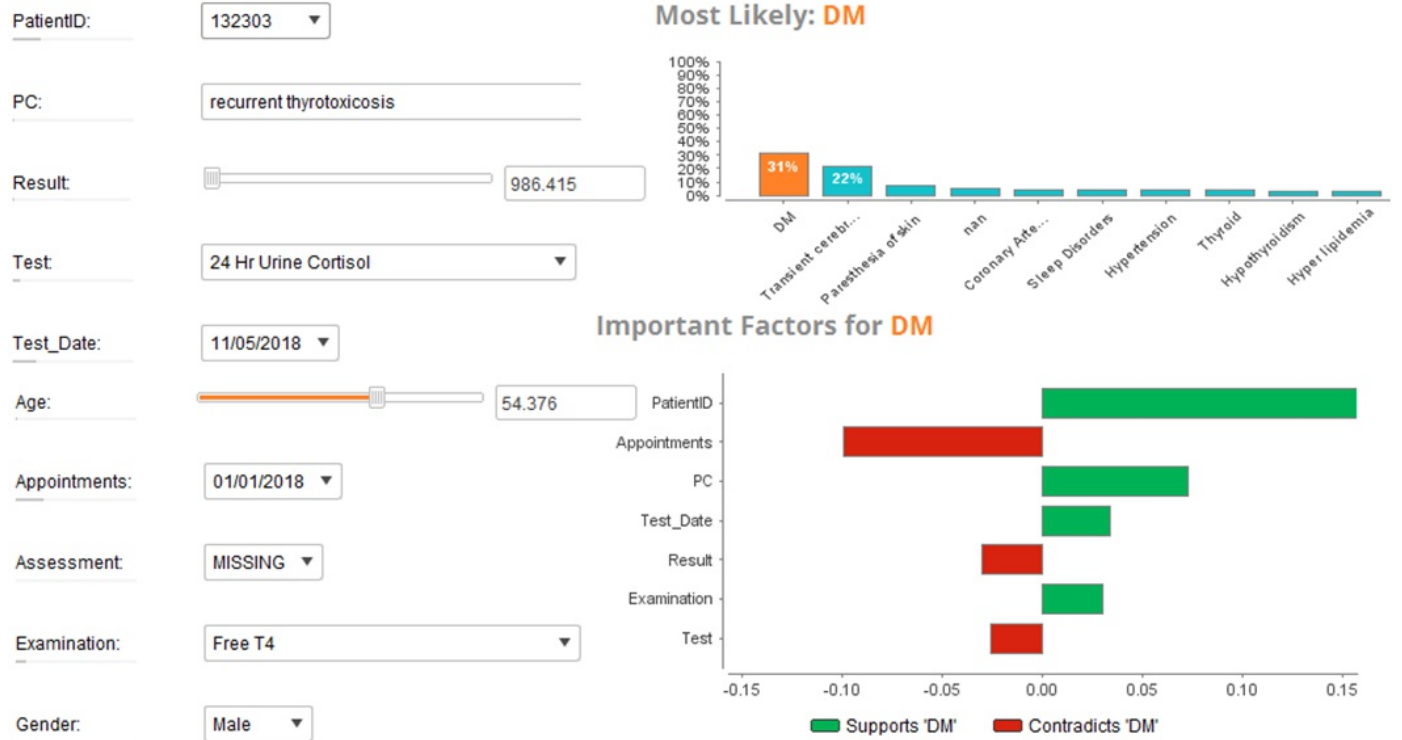 PatientID:
132303
PC:
recurrent thyrotoxicosis
Result:
986.415
Test:
24 Hr Urine Cortisol
Test_Date:
11/05/2018
Age:
54.376
Appointments:
01/01/2018
Assessment:
MISSING
Examination:
Free T4
Gender:
Male
Most Likely: DM
100%
90%
80%
70%
60%
50%
40%
30%
20%
10%
0%
31%
22%
DM
Transient cerebr...
Paresthesia of skin
nan
Coronary Arte...
Sleep Disorders
Hypertension
Thyroid
Hypothyroidism
Hyper lipidemia
Important Factors for DM
PatientID
Appointments
PC
Test_Date
Result
Examination
Test
-0.15
-0.10
-0.05
0.00
0.05
0.10
0.15
Supports 'DM'
Contradicts 'DM'